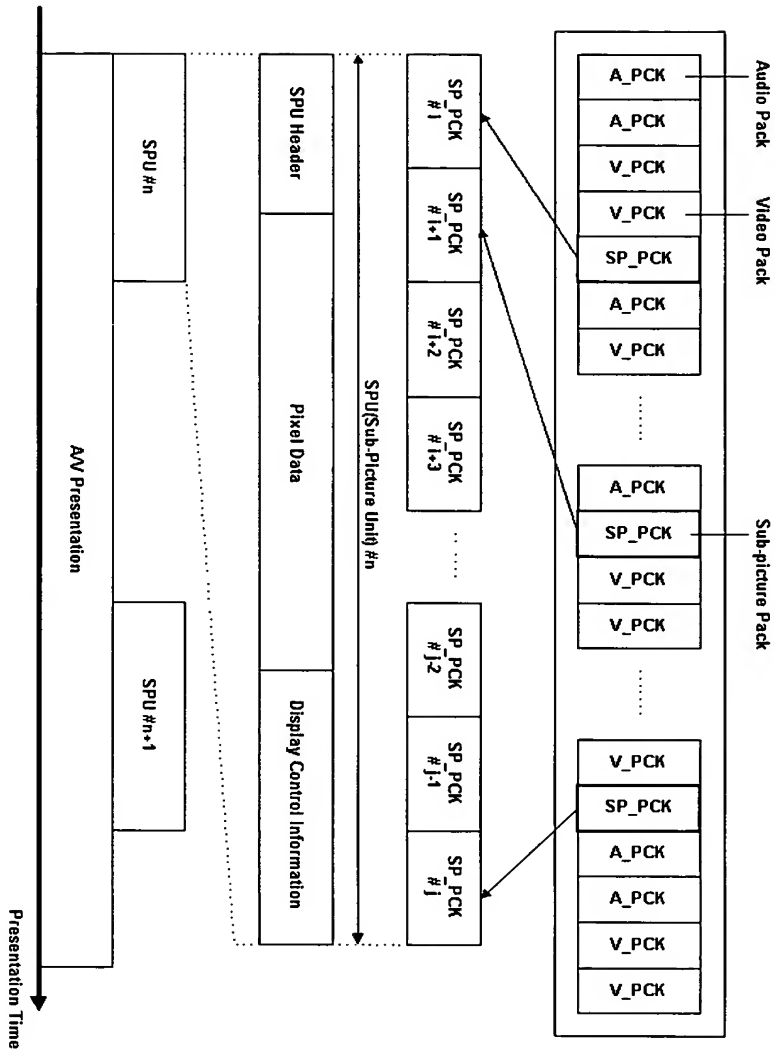 Audio Pack
Video Pack
Sub-picture Pack
A_PCK
A_PCK
V_PCK
V_PCK
SP_PCK
A_PCK
V_PCK
A_PCK
SP_PCK
V_PCK
V_PCK
V_PCK
SP_PCK
A_PCK
A_PCK
V_PCK
V_PCK
SP_PCK
# i
SP_PCK
# i+1
SP_PCK
# i+2
SP_PCK
# i+3
SP_PCK
# j-2
SP_PCK
# j-1
SP_PCK
# j
SPU(Sub-Picture Unit) #n
SPU Header
Pixel Data
Display Control Information
SPU #n
SPU #n+1
A/V Presentation
Presentation Time